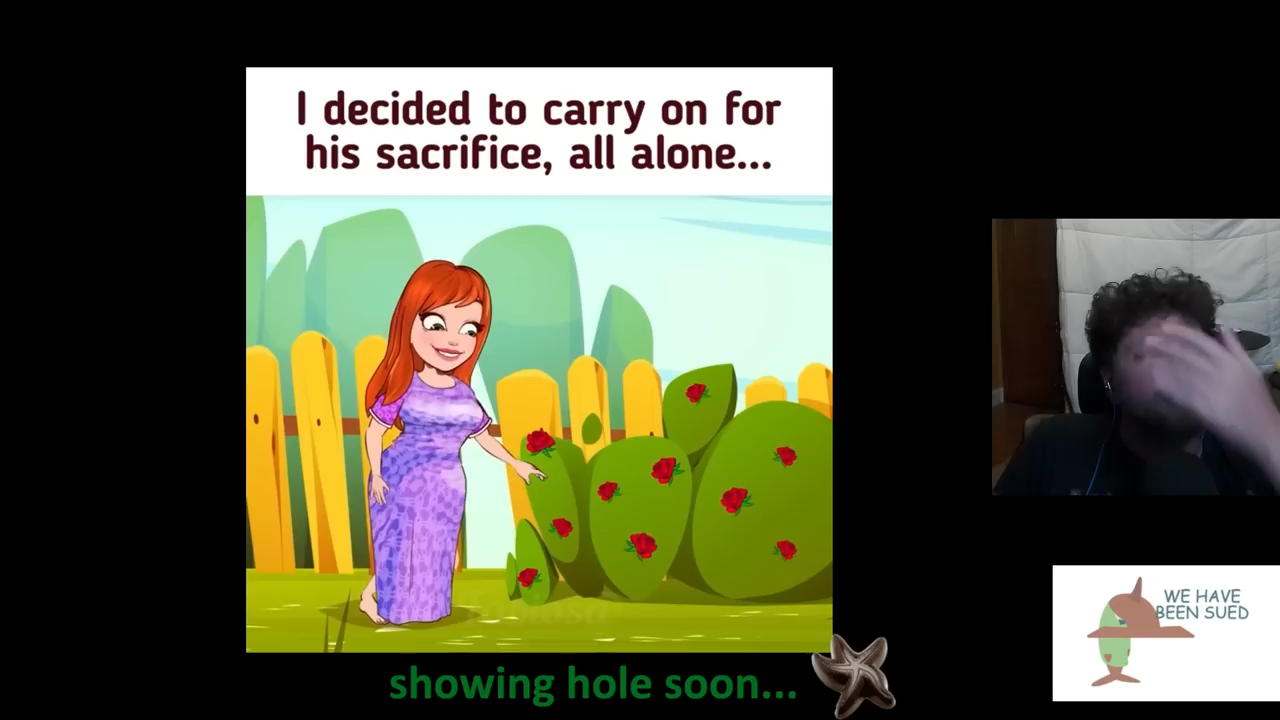 I decided to carry on for
his sacrifice, all alone...
showing hole soon...
WE HAVE
BEEN SUED